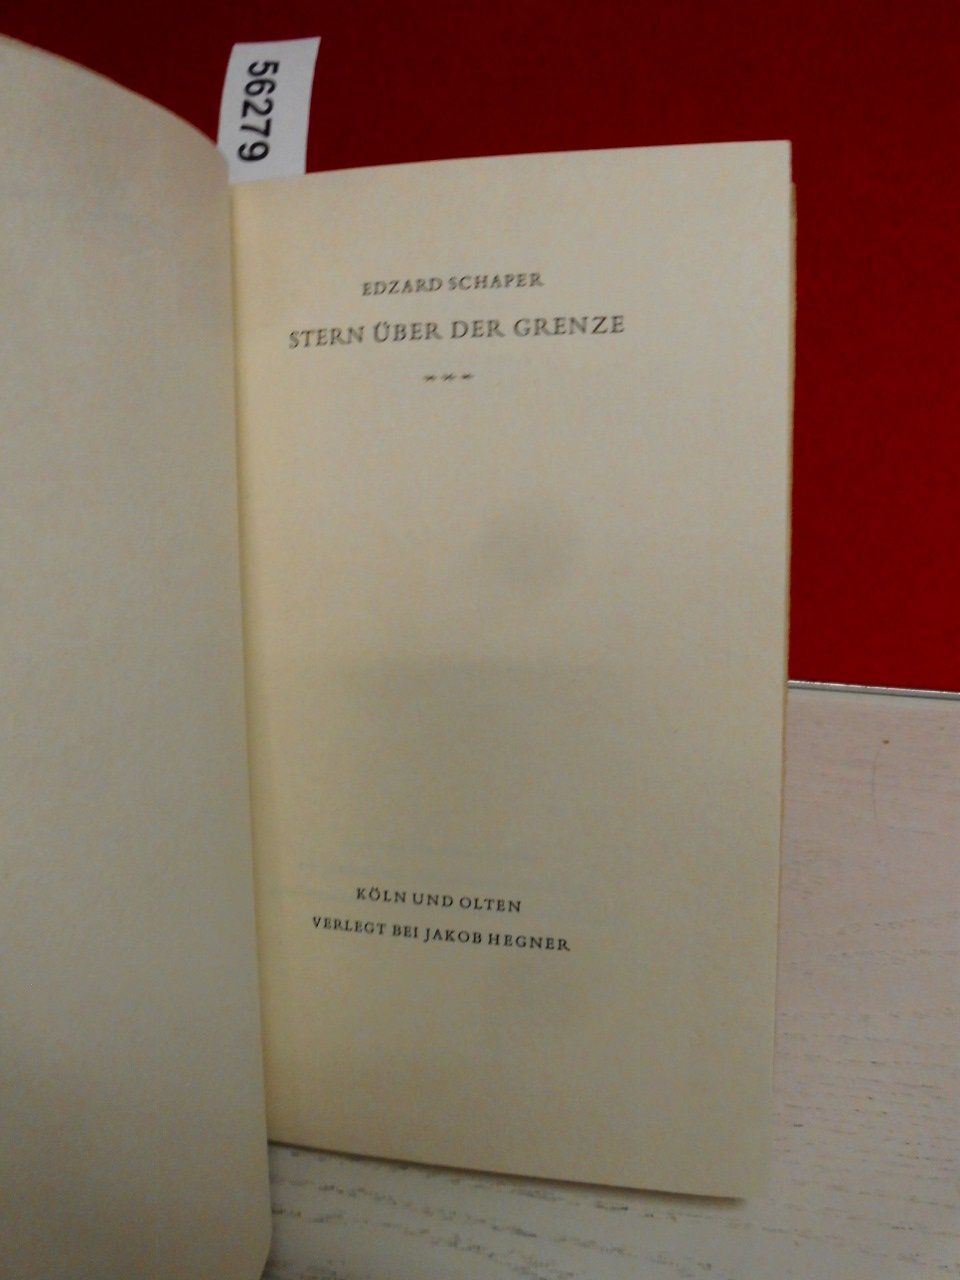 56279
EDZARD SCHAPER
STERN ÜBER DER GRENZE
KÖLN UND OLTEN
VERLEGT BEI JAKOB HEGNER